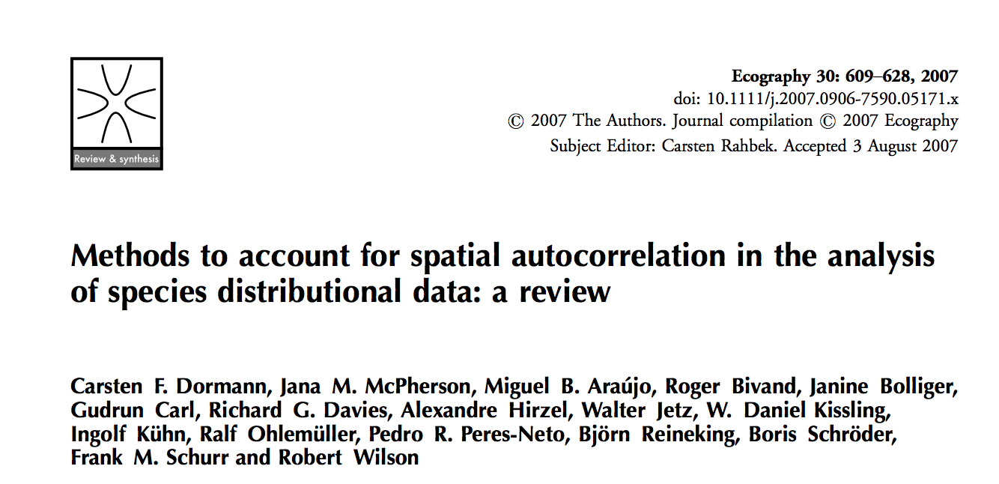 Review & synthesis
Ecography 30: 609–628, 2007
doi: 10.1111/j.2007.0906-7590.05171.x
© 2007 The Authors. Journal compilation © 2007 Ecography
Subject Editor: Carsten Rahbek. Accepted 3 August 2007
Methods to account for spatial autocorrelation in the analysis
of species distributional data: a review
Carsten F. Dormann, Jana M. McPherson, Miguel B. Araújo, Roger Bivand, Janine Bolliger,
Gudrun Carl, Richard G. Davies, Alexandre Hirzel, Walter Jetz, W. Daniel Kissling,
Ingolf Kühn, Ralf Ohlemüller, Pedro R. Peres-Neto, Björn Reineking, Boris Schröder,
Frank M. Schurr and Robert Wilson